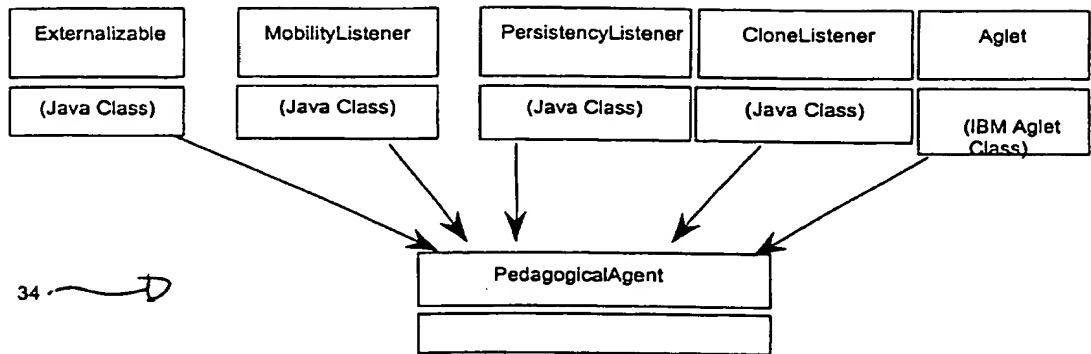 Externalizable
MobilityListener
PersistencyListener
CloneListener
Aglet
(Java Class)
(Java Class)
(Java Class)
(Java Class)
(IBM Aglet
Class)
PedagogicalAgent
34